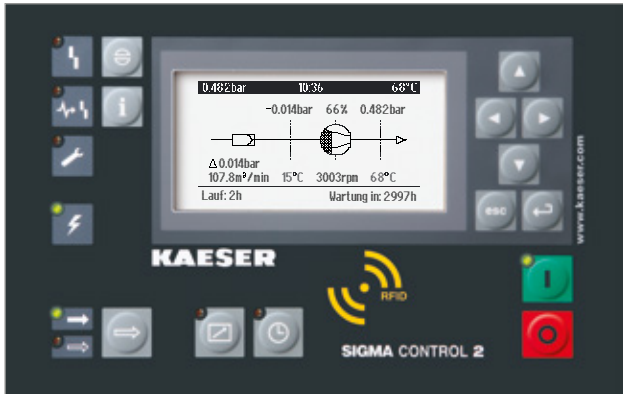 KAESER
0.482bar 10:36 68°C
-0.014bar 66% 0.482bar
Δ0.014bar
107.8m³/min 15°C 3003rpm 68°C
Lauf: 2h Wartung in: 2997h
esc
www.kaeser.com
KAESER
RFID
I
SIGMA CONTROL 2